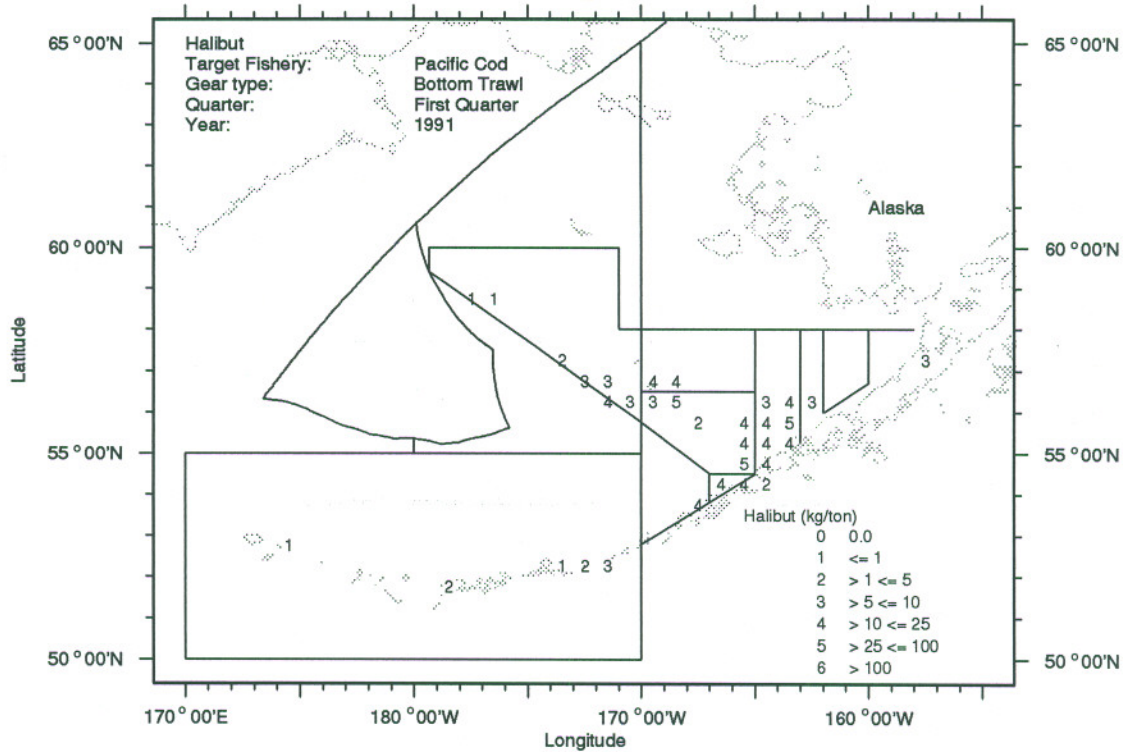 65 °00'N
65 °00'N
Halibut
Target Fishery: Pacific Cod
Gear type: Bottom Trawl
Quarter: First Quarter
Year: 1991
Alaska
60 °00'N
60 °00'N
1 1
2
3
3 3 4 4
4 3 3 5 3 4 3
2 4 4 5
4 4 4
55 °00'N
5 4
55 °00'N
4 4 2
4
Halibut (kg/ton)
0 0.0
1
1 <= 1
1 2 3
2 > 1 <= 5
2
3 > 5 <= 10
4 > 10 <= 25
5 > 25 <= 100
50 °00'N
6 > 100
50 °00'N
170 °00'E
180 °00'W
170 °00'W
160 °00'W
Latitude
Longitude